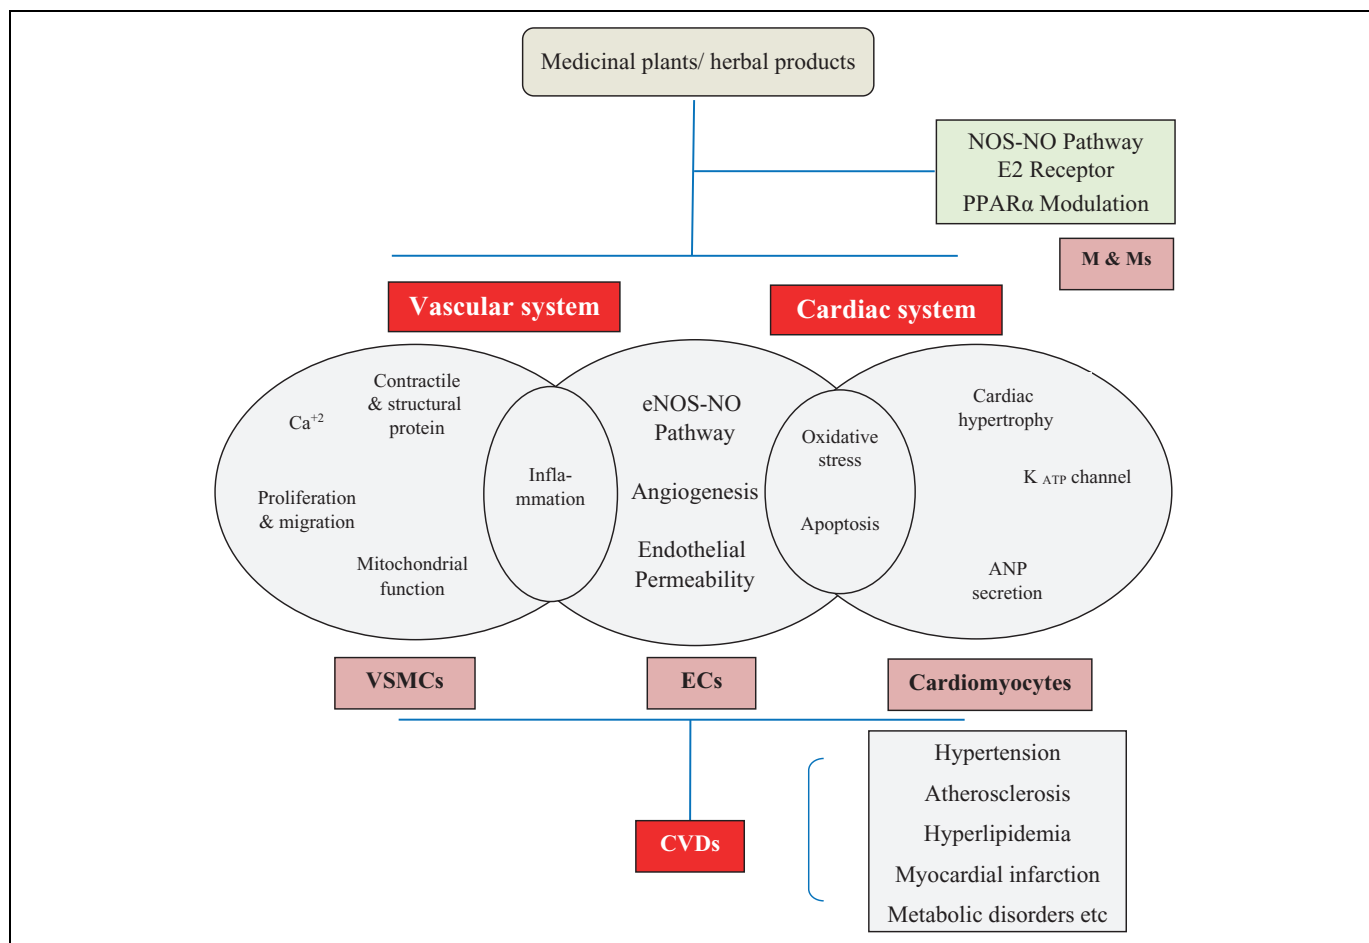 Medicinal plants/ herbal products
NOS-NO Pathway
E2 Receptor
PPARα Modulation
M & Ms
Vascular system
Cardiac system
Contractile
& structural
protein
Ca+2
Proliferation
& migration
Mitochondrial
function
Infla-
mmation
eNOS-NO
Pathway
Angiogenesis
Endothelial
Permeability
Oxidative
stress
Apoptosis
Cardiac
hypertrophy
K ATP channel
ANP
secretion
VSMCs
ECs
Cardiomyocytes
CVDs
Hypertension
Atherosclerosis
Hyperlipidemia
Myocardial infarction
Metabolic disorders etc